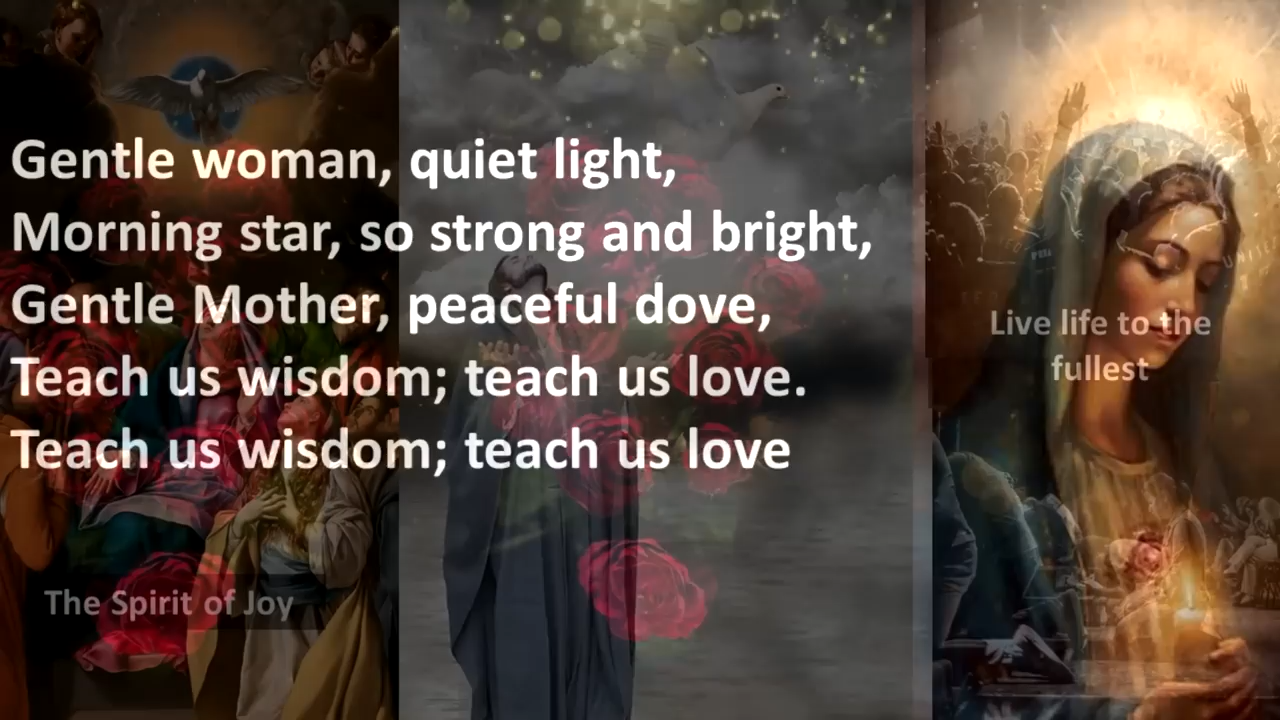 Gentle woman, quiet light,
Morning star, so strong and bright,
Gentle Mother, peaceful dove,
Teach us wisdom; teach us love.
Teach us wisdom; teach us love
Live life to the
fullest
The Spirit of Joy